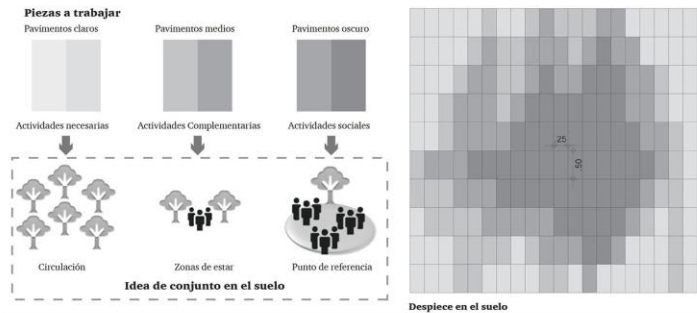 Piezas a trabajar
Pavimentos claros
Pavimentos medios
Pavimentos oscuro
Actividades necesarias
Actividades Complementarias
Actividades sociales
Circulación
Zonas de estar
Punto de referencia
Idea de conjunto en el suelo
.25
.50
Despiece en el suelo